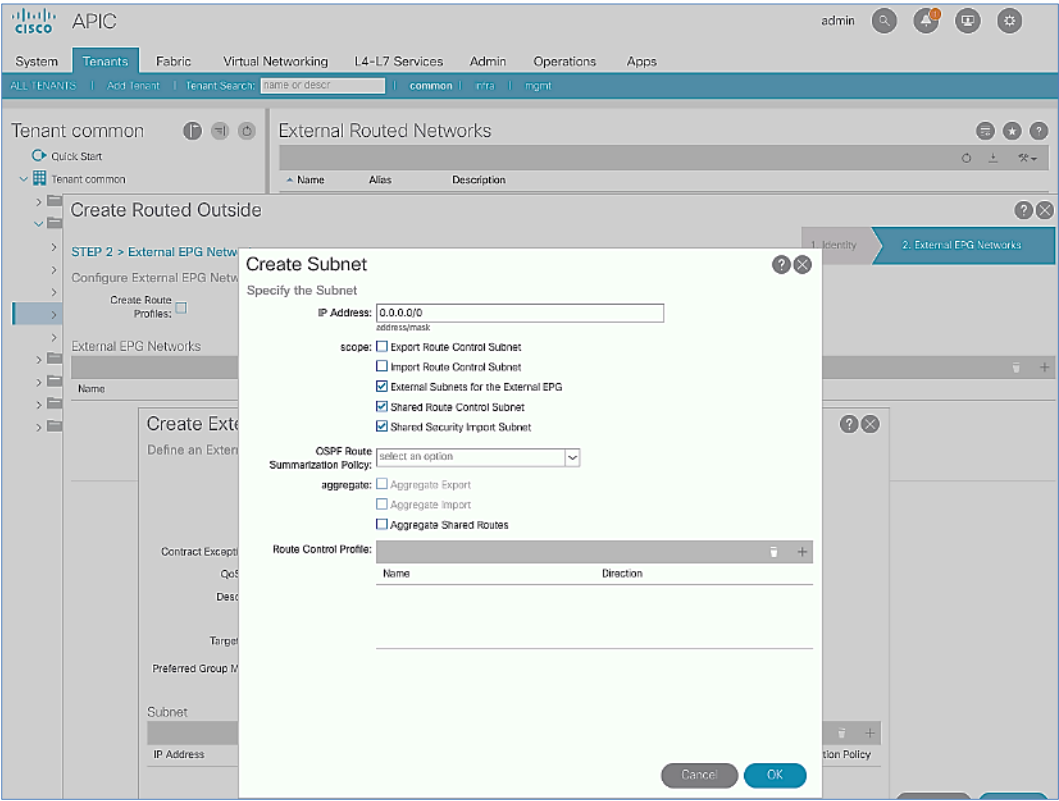 cisco APIC admin 1
System Tenants Fabric Virtual Networking L4-L7 Services Admin Operations Apps
ALL TENANTS | Add Tenant | Tenant Search: name or descr | common | infra | mgmt
Tenant common
External Routed Networks
Quick Start
Tenant common
Name Alias Description
Create Routed Outside
STEP 2 > External EPG Netw
1. Identity
2. External EPG Networks
Configure External EPG Netw
Create Route
Profiles:
External EPG Networks
Name
Create Exte
Define an Extern
Contract Excepti
QoS
Desc
Target
Preferred Group M
Subnet
IP Address
tion Policy
Create Subnet
Specify the Subnet
IP Address: 0.0.0.0/0
address/mask
scope: Export Route Control Subnet
Import Route Control Subnet
External Subnets for the External EPG
Shared Route Control Subnet
Shared Security Import Subnet
OSPF Route
Summarization Policy: select an option
aggregate: Aggregate Export
Aggregate Import
Aggregate Shared Routes
Route Control Profile:
Name Direction
Cancel OK